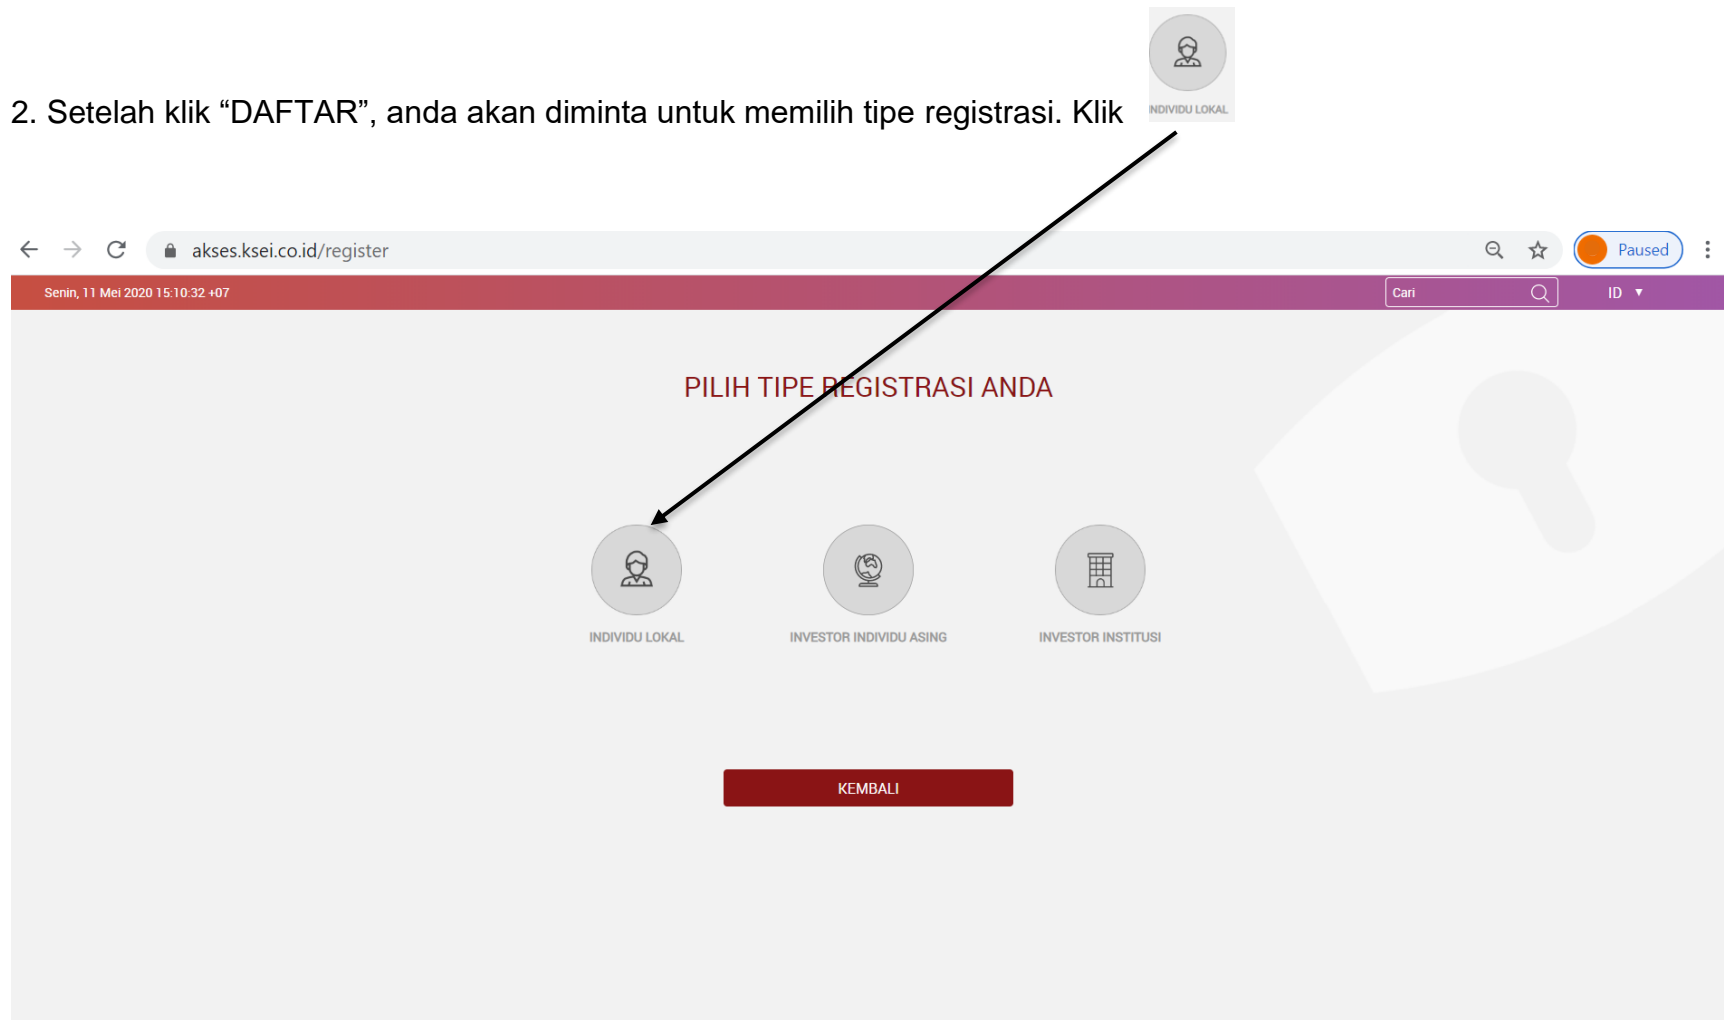 2. Setelah klik “DAFTAR”, anda akan diminta untuk memilih tipe registrasi. Klik
NDIVIDU LOKAL
akses.ksei.co.id/register
Paused
Senin, 11 Mei 2020 15:10:32 +07
Cari
ID
PILIH TIPE REGISTRASI ANDA
INDIVIDU LOKAL
INVESTOR INDIVIDU ASING
INVESTOR INSTITUSI
KEMBALI